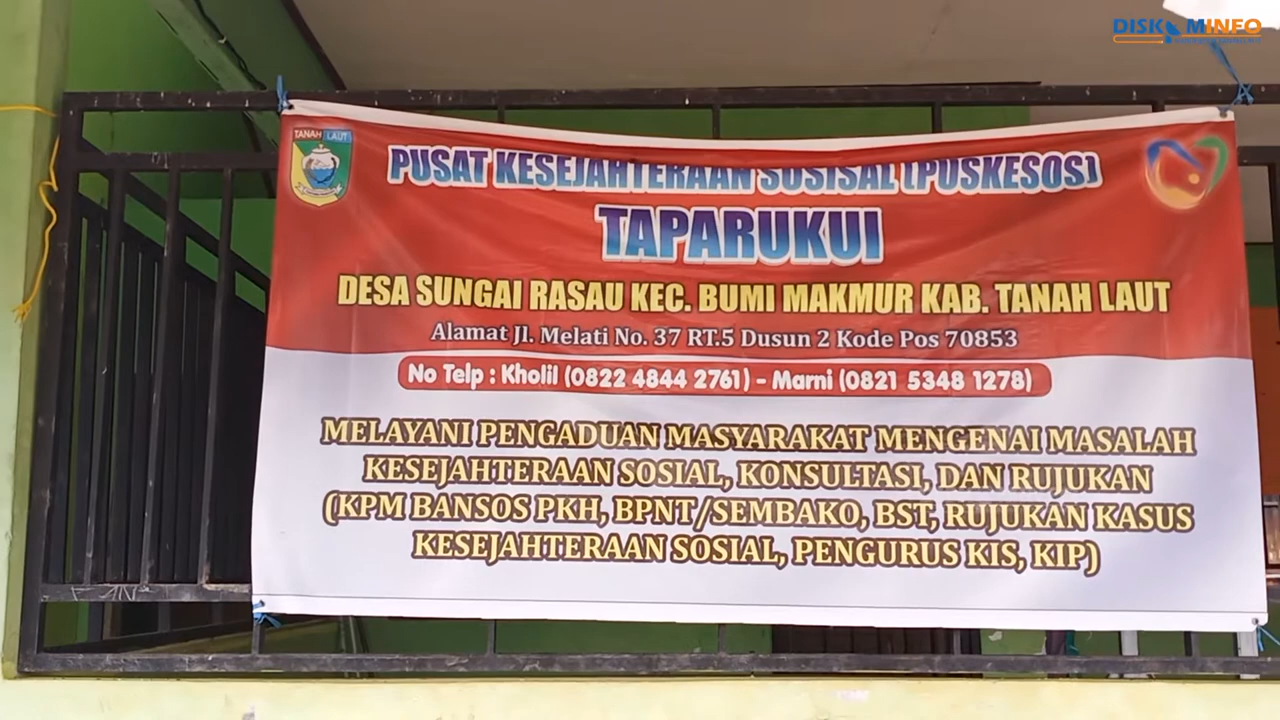 DISKOMINFO
TANAH LAUT
PUSAT KESEJAHTERAAN SOSISAL (PUSKESOS)
TAPARUKUI
DESA SUNGAI RASAU KEC. BUMI MAKMUR KAB. TANAH LAUT
Alamat Jl. Melati No. 37 RT.5 Dusun 2 Kode Pos 70853
No Telp : Kholil (0822 4844 2761) - Marni (0821 5348 1278)
MELAYANI PENGADUAN MASYARAKAT MENGENAI MASALAH
KESEJAHTERAAN SOSIAL, KONSULTASI, DAN RUJUKAN
(KPM BANSOS PKH, BPNT/SEMBAKO, BST, RUJUKAN KASUS
KESEJAHTERAAN SOSIAL, PENGURUS KIS, KIP)